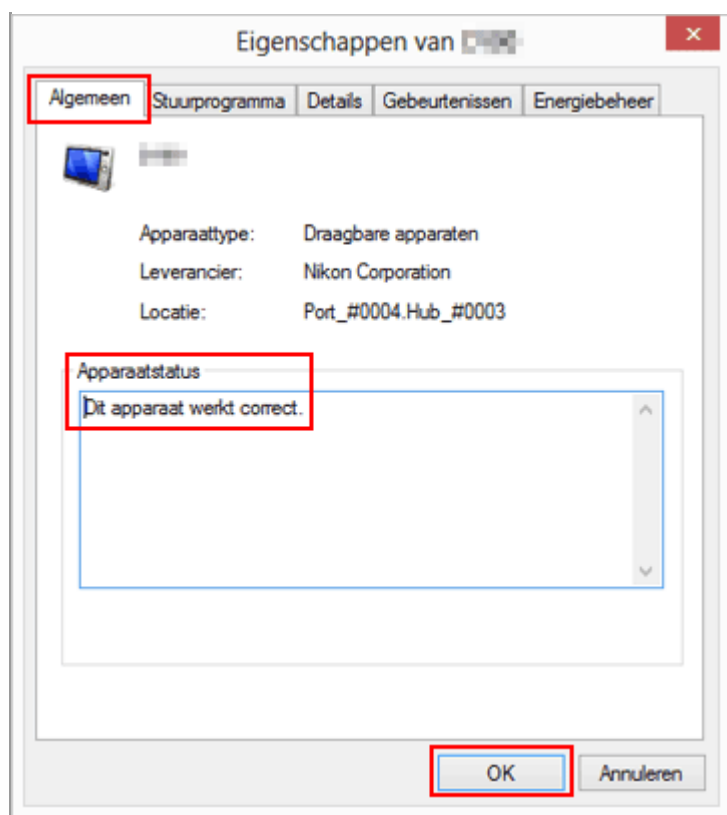 Eigenschappen van
Algemeen Stuurprogramma Details Gebeurtenissen Energiebeheer
Apparaattype: Draagbare apparaten
Leverancier: Nikon Corporation
Locatie: Port_#0004.Hub_#0003
Apparaatstatus
Dit apparaat werkt correct.
OK Annuleren